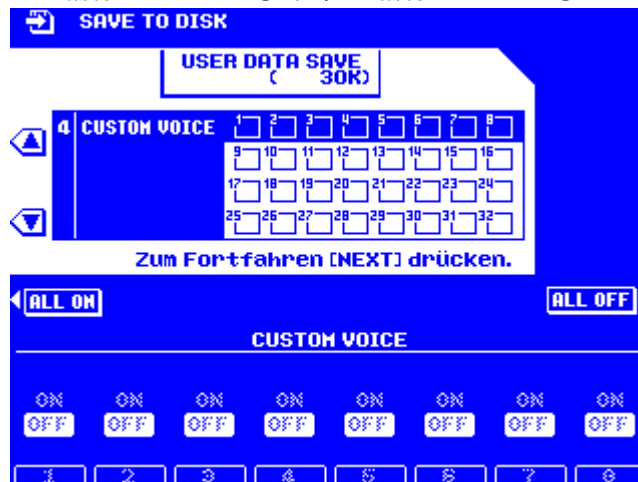 SAVE TO DISK
USER DATA SAVE
( 30K)
4 CUSTOM VOICE 1 2 3 4 5 6 7 8
9 10 11 12 13 14 15 16
17 18 19 20 21 22 23 24
25 26 27 28 29 30 31 32
Zum Fortfahren [NEXT] drücken.
ALL ON ALL OFF
CUSTOM VOICE
ON ON ON ON ON ON ON ON
OFF OFF OFF OFF OFF OFF OFF OFF
1 2 3 4 5 6 7 8